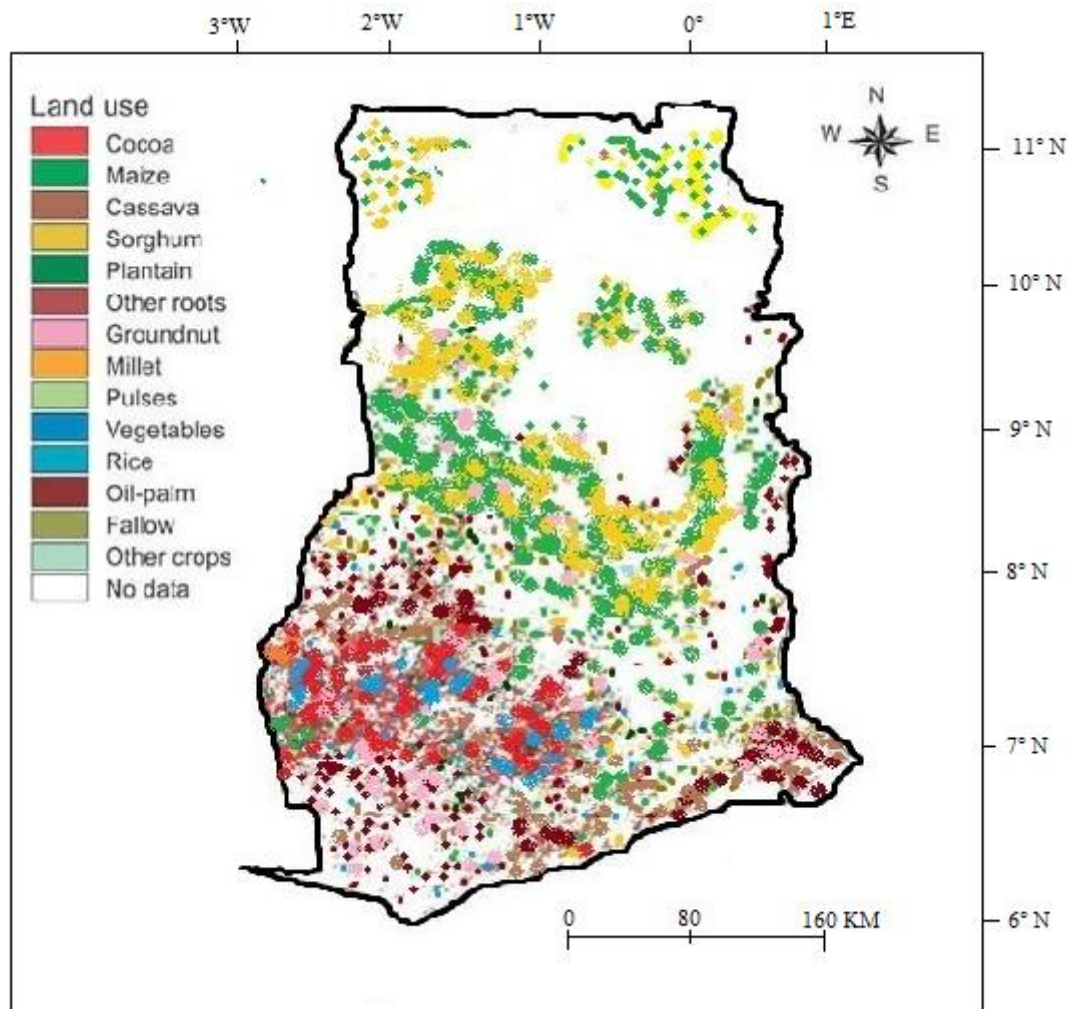 3°W 2°W 1°W 0° 1°E
Land use
Cocoa
Maize
Cassava
Sorghum
Plantain
Other roots
Groundnut
Millet
Pulses
Vegetables
Rice
Oil-palm
Fallow
Other crops
No data
N
W E
S
11° N
10° N
9° N
8° N
7° N
6° N
0 80 160 KM